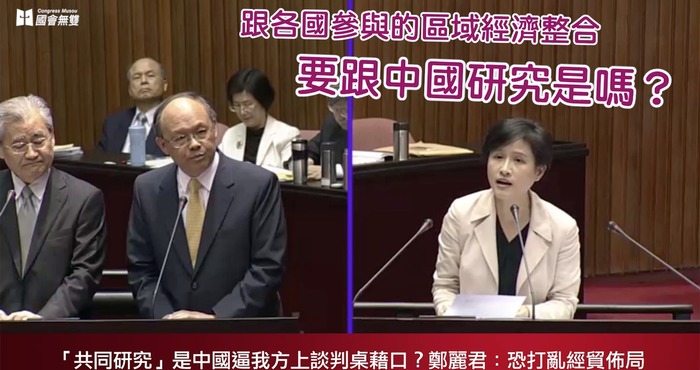 Congress Musou
國會無雙
跟各國參與的區域經濟整合
要跟中國研究是嗎？
「共同研究」是中國逼我方上談判桌藉口？鄭麗君：恐打亂經貿佈局